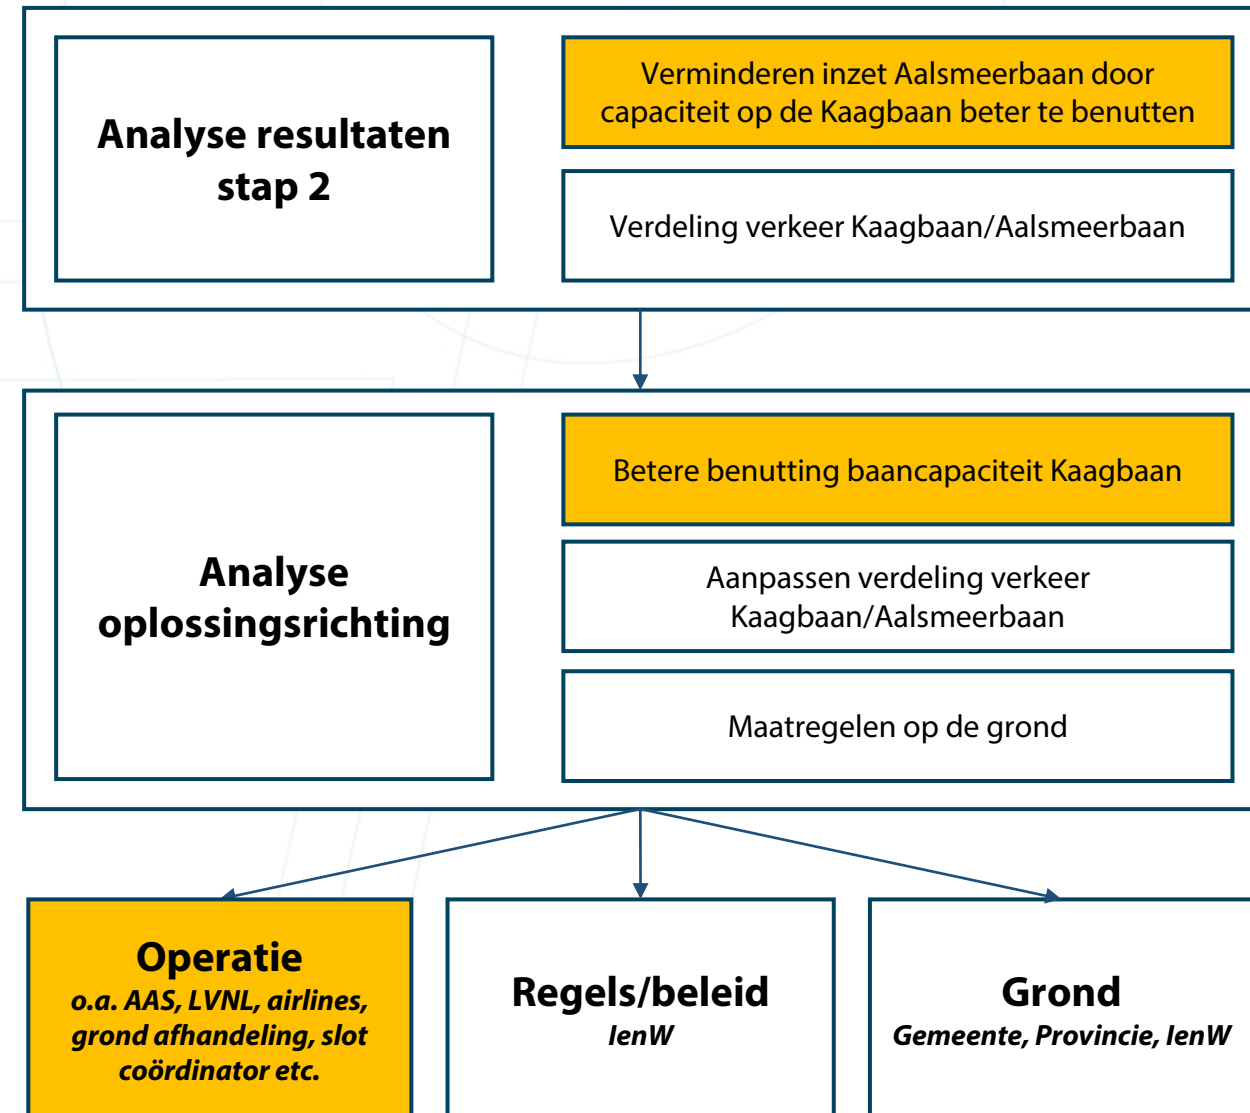 Analyse resultaten
stap 2
Verminderen inzet Aalsmeerbaan door
capaciteit op de Kaagbaan beter te benutten
Verdeling verkeer Kaagbaan/Aalsmeerbaan
Analyse
oplossingsrichting
Betere benutting baancapaciteit Kaagbaan
Aanpassen verdeling verkeer
Kaagbaan/Aalsmeerbaan
Maatregelen op de grond
Operatie
o.a. AAS, LVNL, airlines,
grond afhandeling, slot
coördinator etc.
Regels/beleid
IenW
Grond
Gemeente, Provincie, IenW